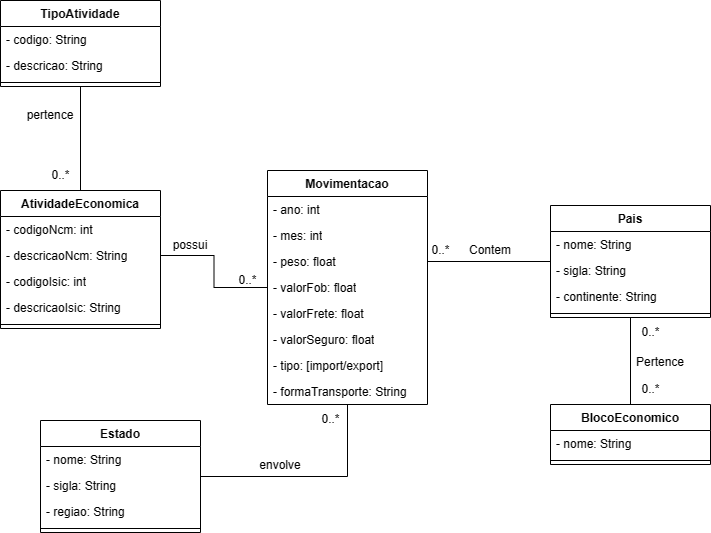 TipoAtividade
- codigo: String
- descricao: String
pertence
0..*
AtividadeEconomica
- codigoNcm: int
- descricaoNcm: String
- codigoIsic: int
- descricaoIsic: String
possui
0..*
Movimentacao
- ano: int
- mes: int
- peso: float
- valorFob: float
- valorFrete: float
- valorSeguro: float
- tipo: [import/export]
- formaTransporte: String
0..*
Contem
Pais
- nome: String
- sigla: String
- continente: String
0..*
Pertence
0..*
BlocoEconomico
- nome: String
0..*
envolve
Estado
- nome: String
- sigla: String
- regiao: String